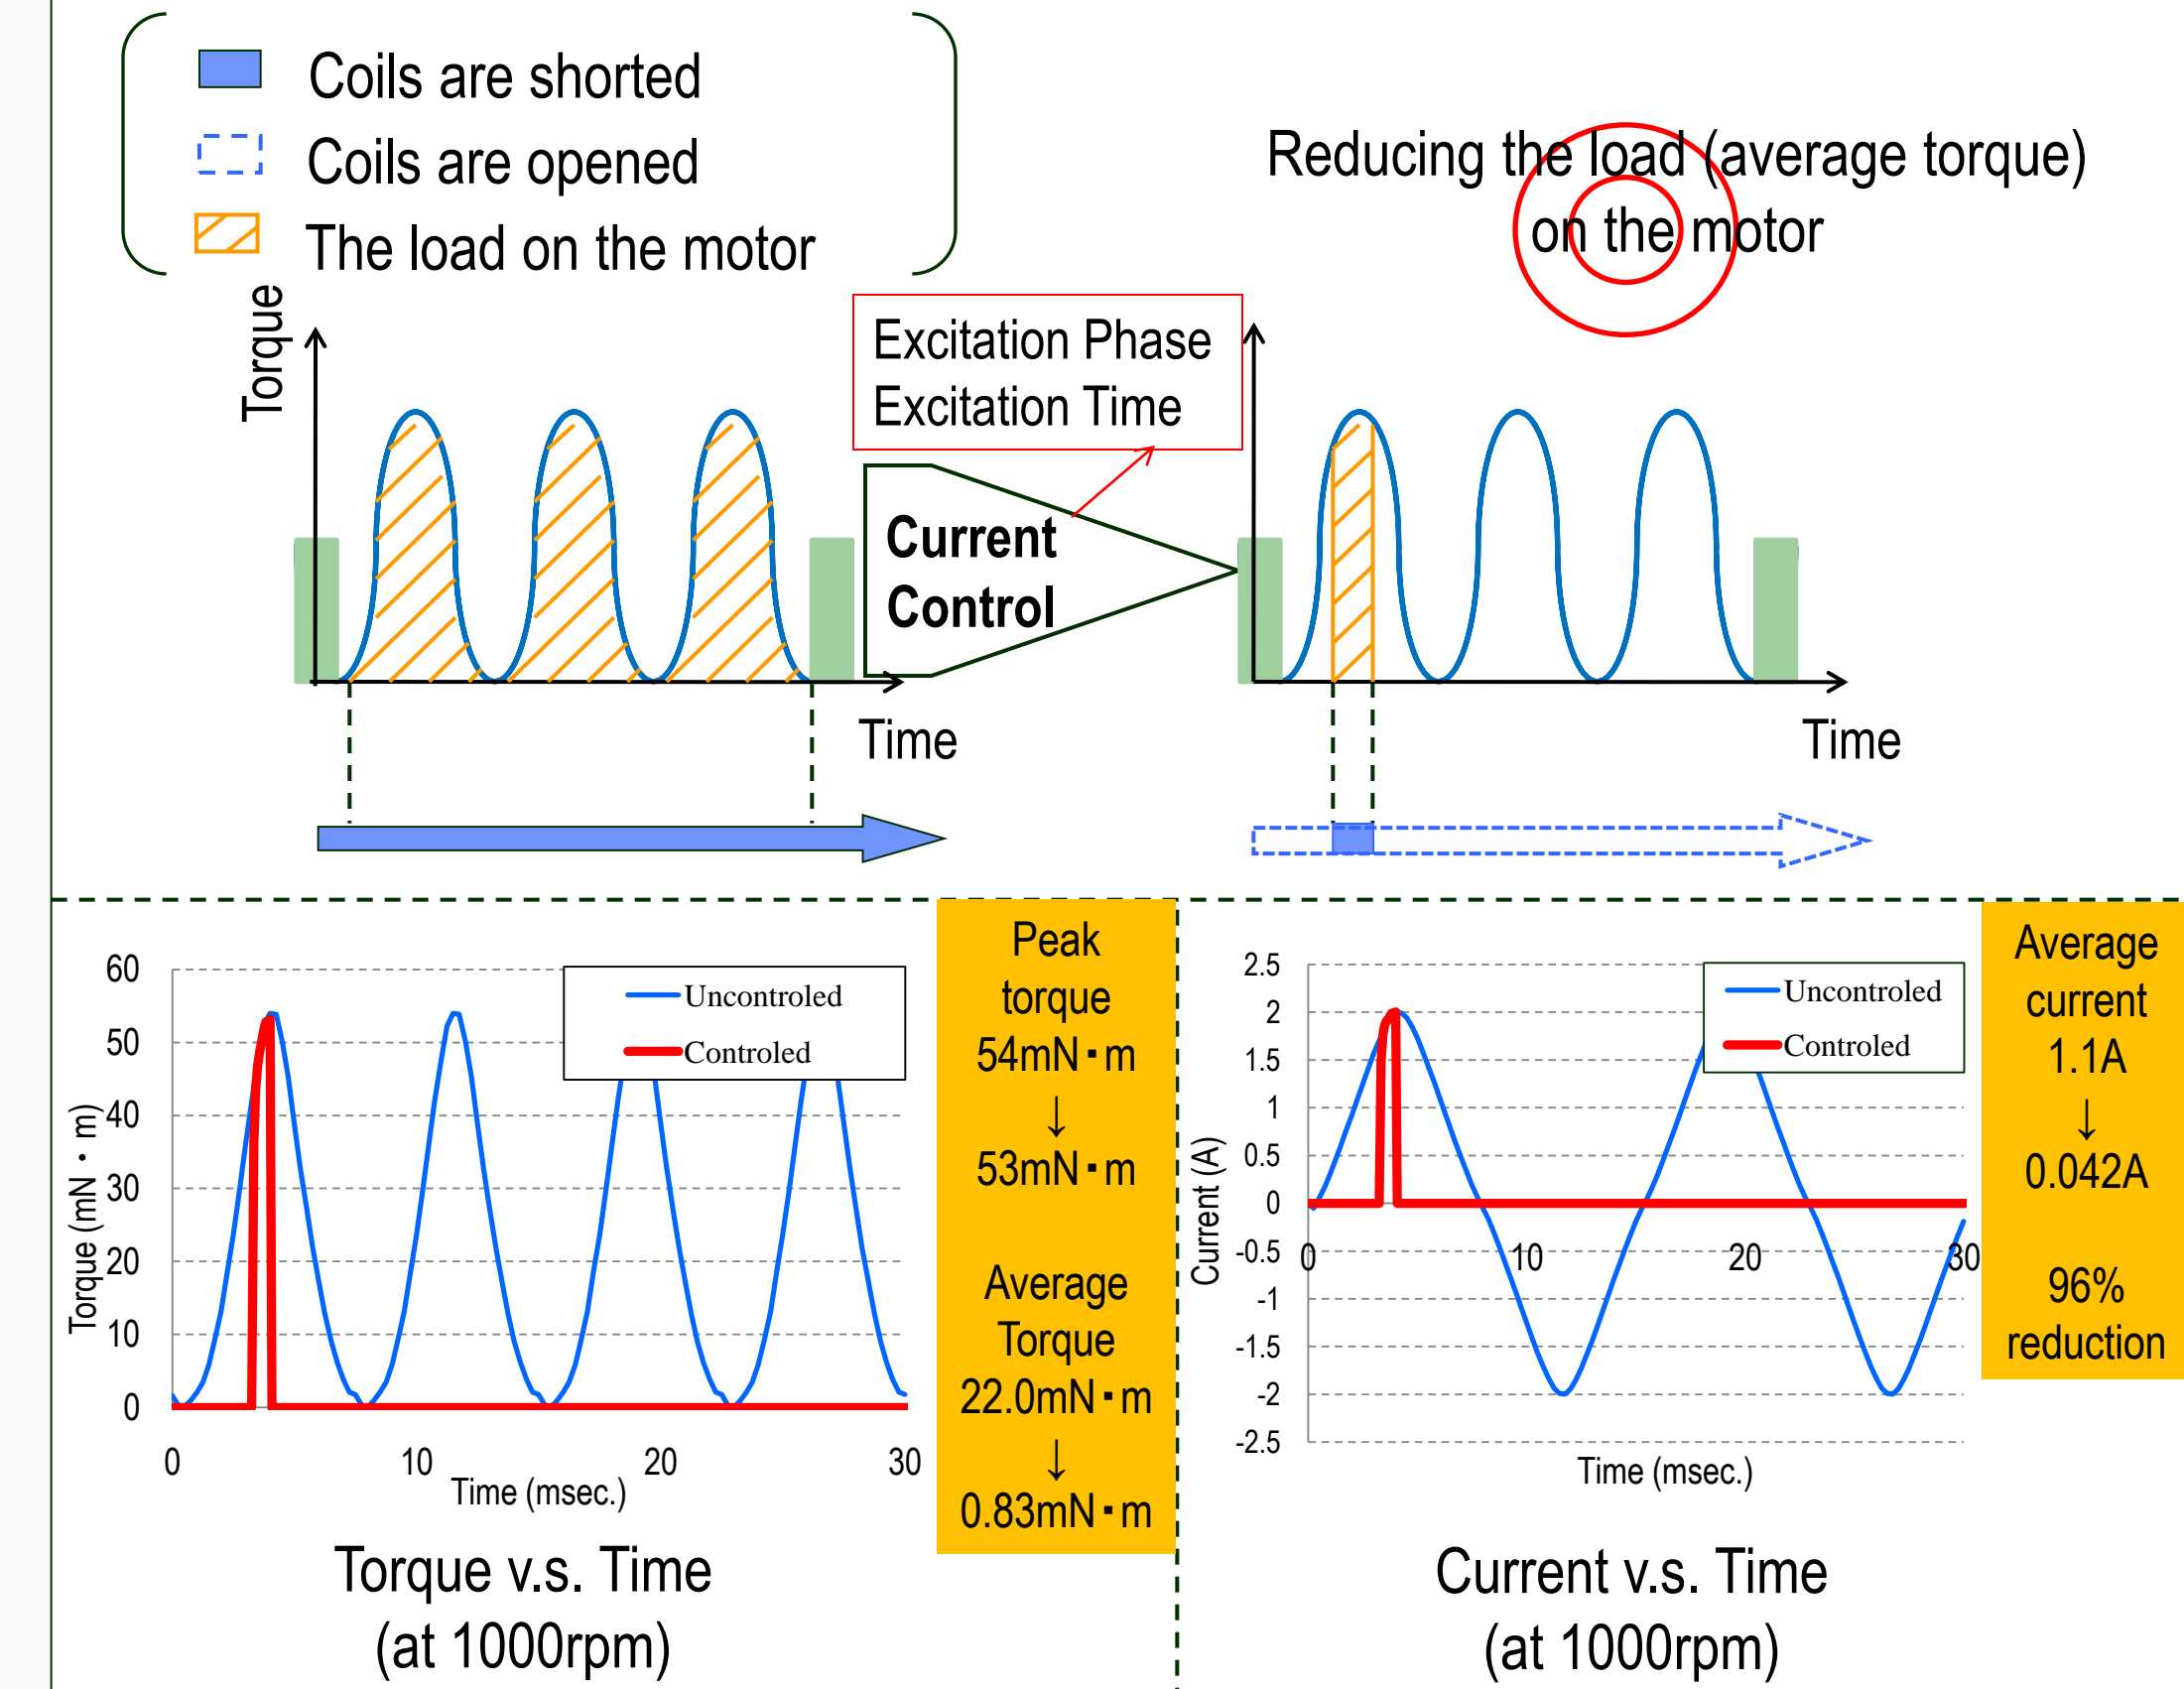 Coils are shorted
Coils are opened
The load on the motor
Reducing the load (average torque)
on the motor
Torque
Excitation Phase
Excitation Time
Current
Control
Time
Time
60
50
40
30
20
10
0
0
10
20
30
Torque (mN・m)
Time (msec.)
Uncontroled
Controled
Torque v.s. Time
(at 1000rpm)
Peak
torque
54mN・m
↓
53mN・m
Average
Torque
22.0mN・m
↓
0.83mN・m
2.5
2
1.5
1
0.5
0
-0.5
-1
-1.5
-2
-2.5
0
10
20
30
Current (A)
Time (msec.)
Uncontroled
Controled
Current v.s. Time
(at 1000rpm)
Average
current
1.1A
↓
0.042A
96%
reduction